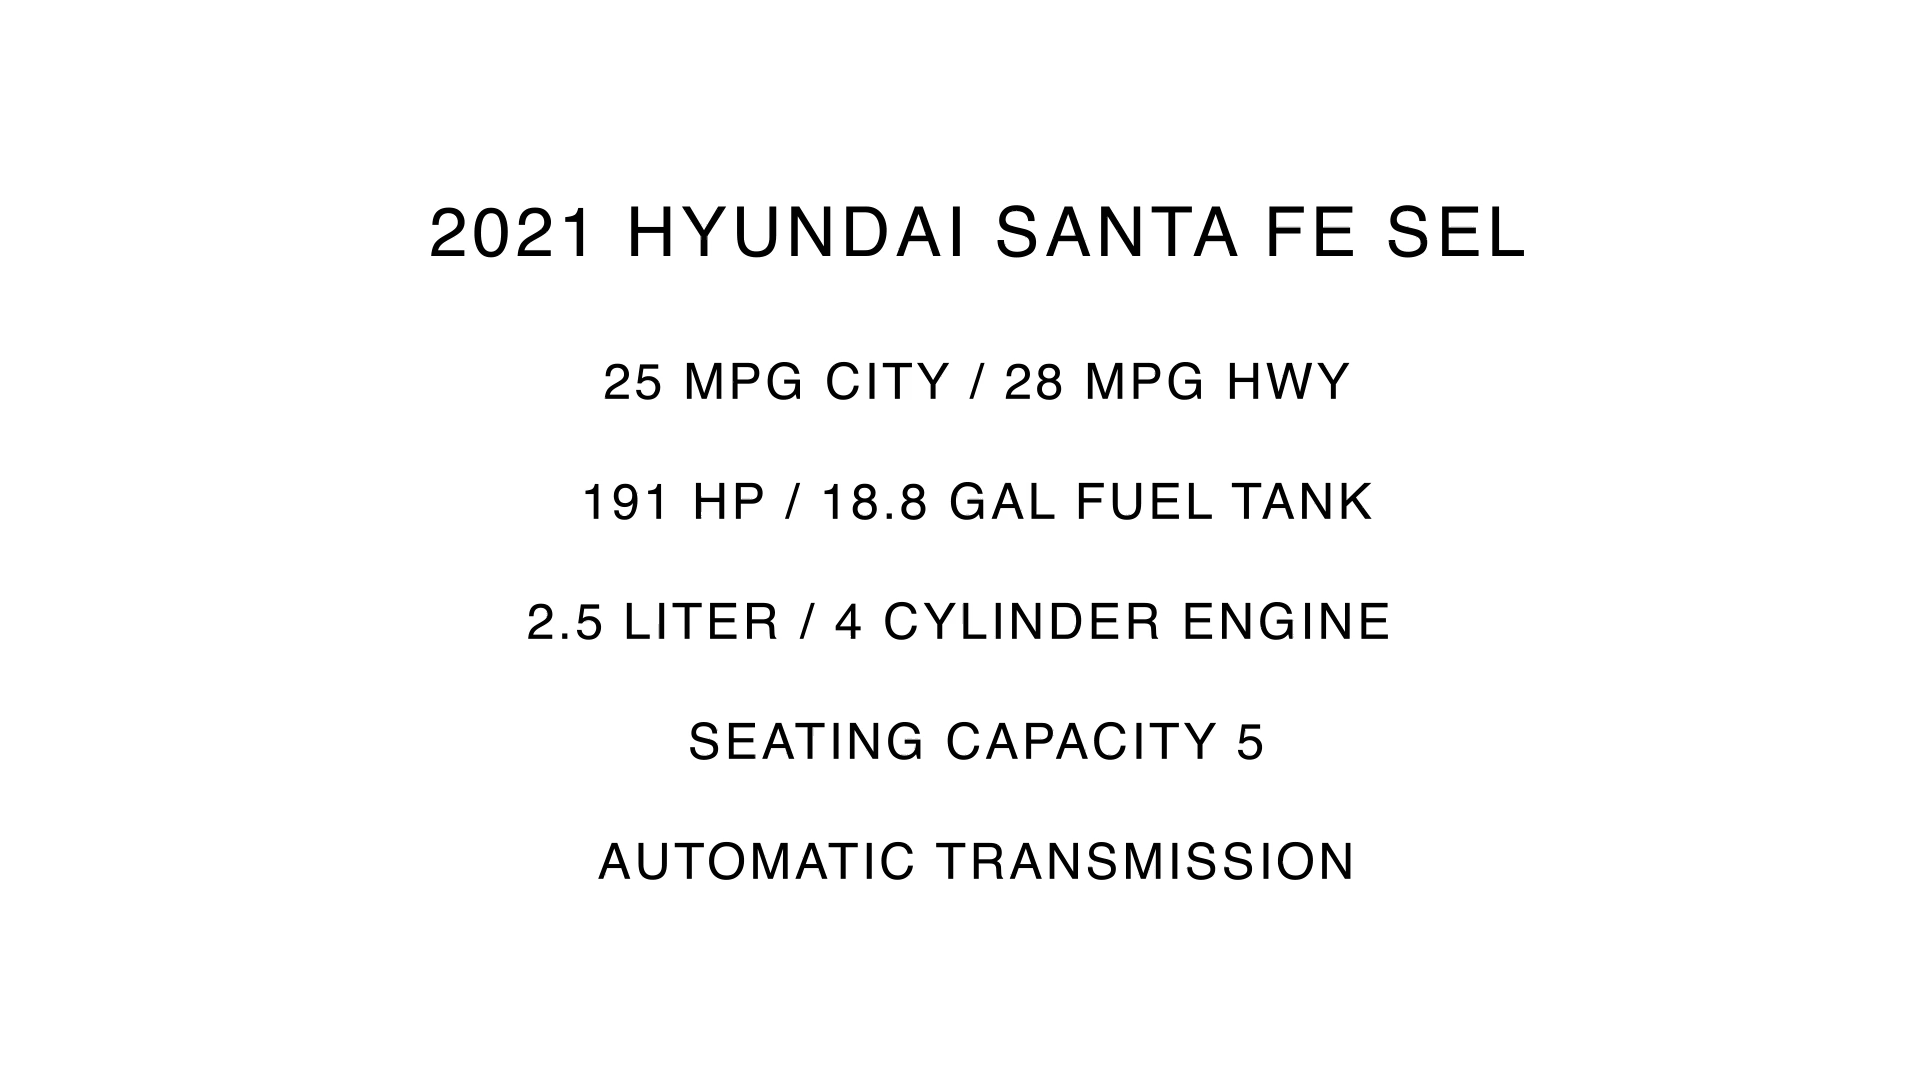 2021 HYUNDAI SANTA FE SEL
25 MPG CITY / 28 MPG HWY
191 HP / 18.8 GAL FUEL TANK
2.5 LITER / 4 CYLINDER ENGINE
SEATING CAPACITY 5
AUTOMATIC TRANSMISSION